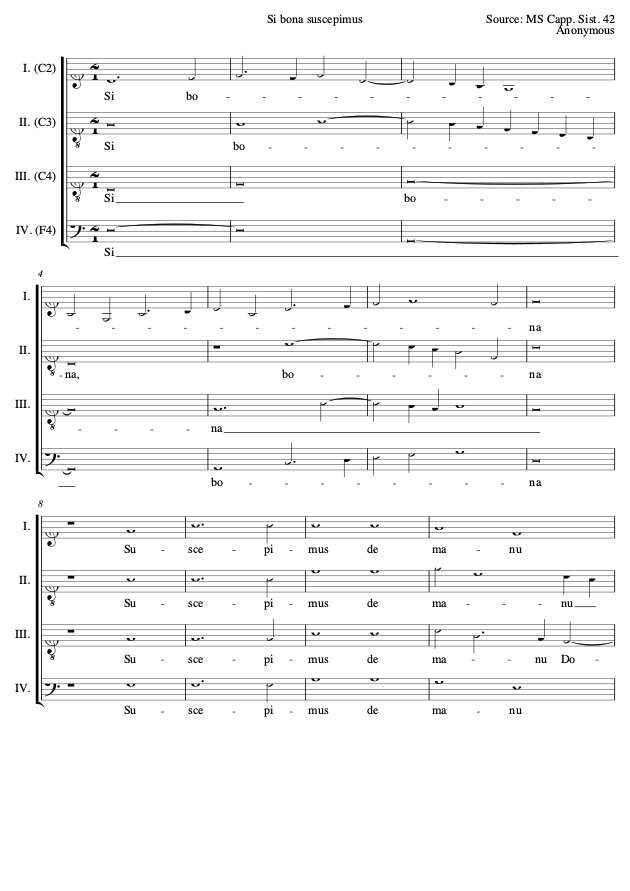 Si bona suscepimus
Source: MS Capp. Sist. 42
Anonymous
I. (C2)
Si bo - - - - - - - - - -
II. (C3)
Si bo - - - - - - - - - -
III. (C4)
Si bo - - - - -
IV. (F4)
Si
4
I.
- - - - - - - - - - na
II.
- na, bo - - - - - na
III.
- - - na
IV.
bo - - - - - - na
8
I.
Su - sce - pi - mus de ma - nu
II.
Su - sce - pi - mus de ma - - nu
III.
Su - sce - pi - mus de ma - - nu Do -
IV.
Su - sce - pi - mus de ma - nu